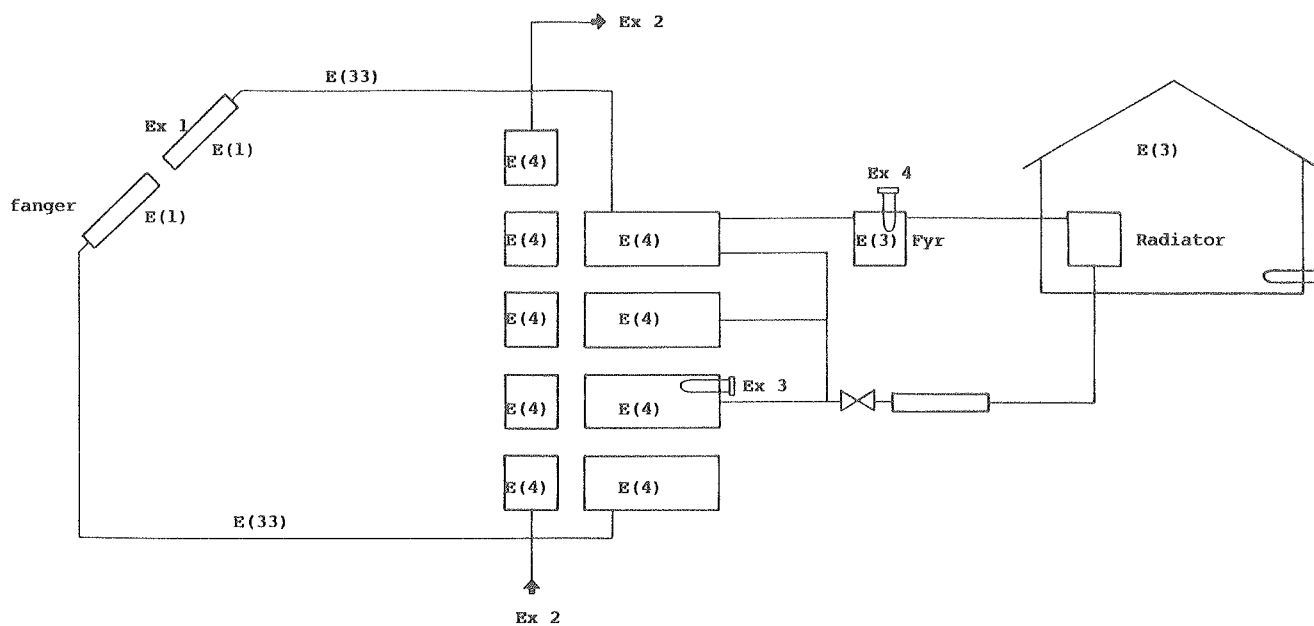 Ex 2
E(33)
Ex 1
E(1)
E(4)
E(3)
Ex 4
fanger
E(1)
E(4)
E(4)
E(3)
Fyr
Radiator
E(4)
E(4)
Ex 3
E(4)
E(4)
E(4)
E(4)
E(33)
Ex 2